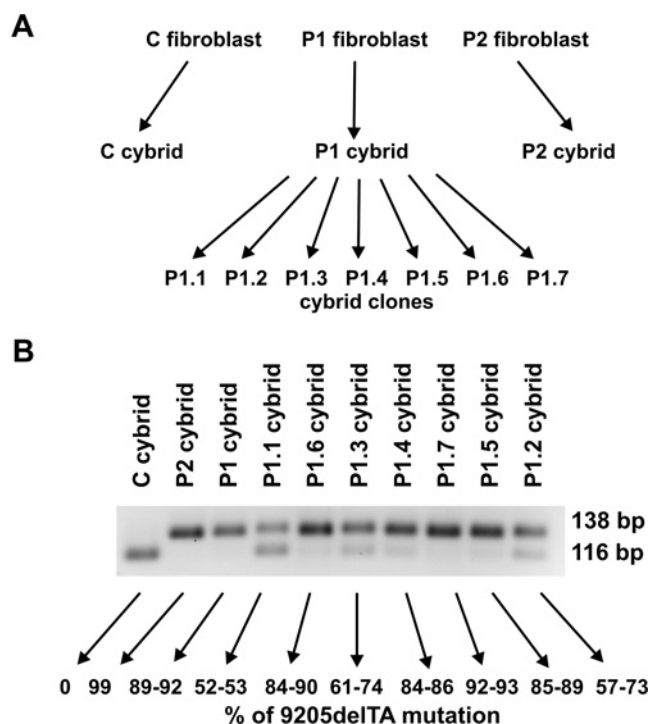 A
C fibroblast P1 fibroblast P2 fibroblast
C cybrid P1 cybrid P2 cybrid
P1.1 P1.2 P1.3 P1.4 P1.5 P1.6 P1.7
cybrid clones
B
C cybrid
P2 cybrid
P1 cybrid
P1.1 cybrid
P1.6 cybrid
P1.3 cybrid
P1.4 cybrid
P1.7 cybrid
P1.5 cybrid
P1.2 cybrid
138 bp
116 bp
0 99 89-92 52-53 84-90 61-74 84-86 92-93 85-89 57-73
% of 9205delTA mutation